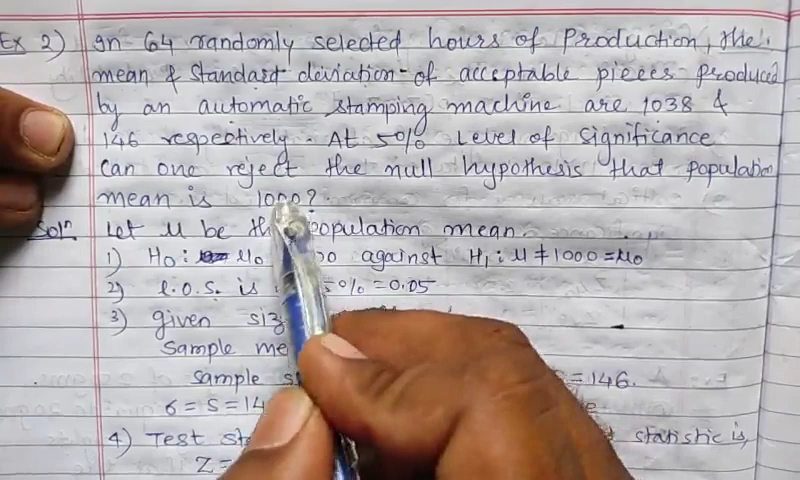 Ex 2) In 64 randomly selected hours of Production, the
mean & standard deviation of acceptable pieces produced
by an automatic stamping machine are 1038 &
146 respectively. At 5% Level of significance
can one reject the null hypothesis that population
mean is 1000?
Soln Let μ be the population mean.
1) H0: μ0 against H1: μ ≠ 1000 = μ0
2) l.o.s. is 5% = 0.05
3) given
Sample
sample = 146.
6 = S = 14
4) Test statistic is,
Z =